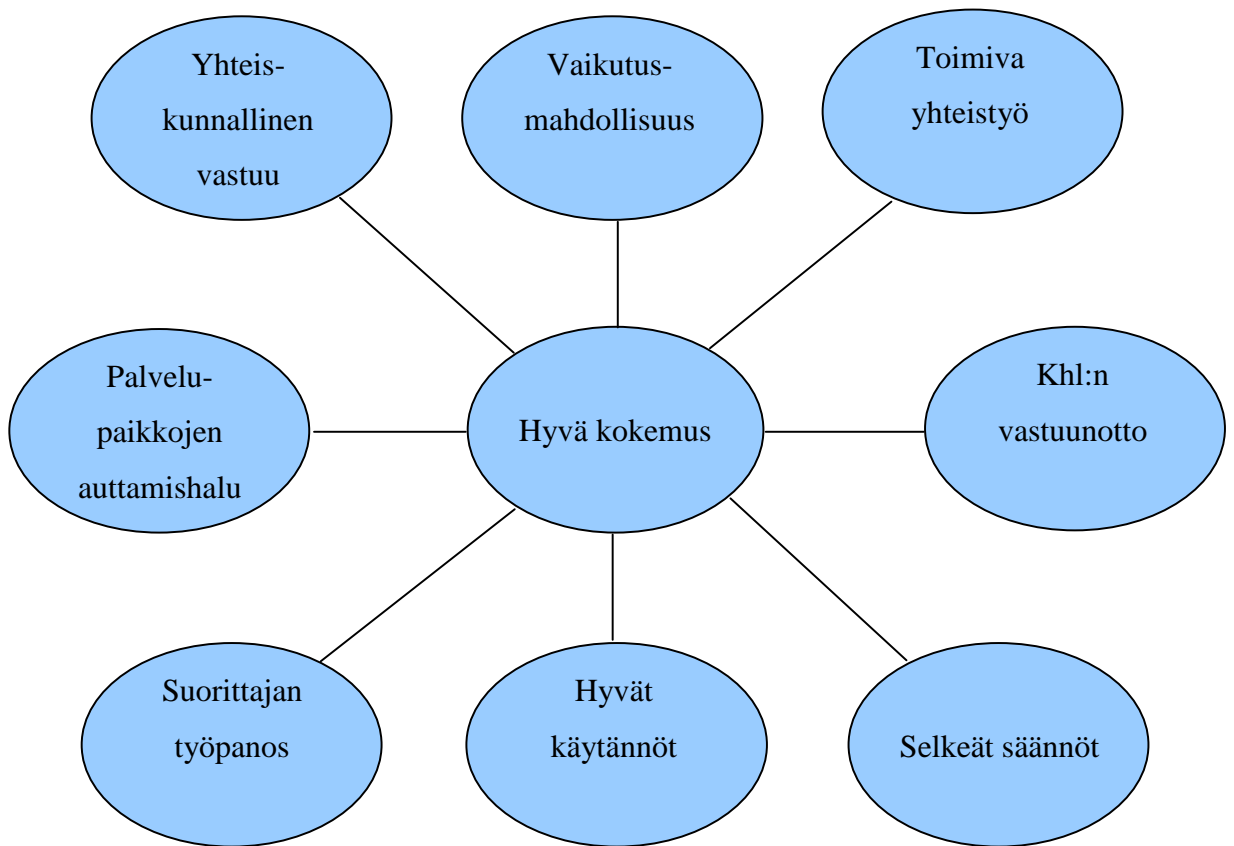 Yhteis-
kunnallinen
vastuu
Vaikutus-
mahdollisuus
Toimiva
yhteistyö
Palvelu-
paikkojen
auttamishalu
Hyvä kokemus
Khl:n
vastuunotto
Suorittajan
työpanos
Hyvät
käytännöt
Selkeät säännöt